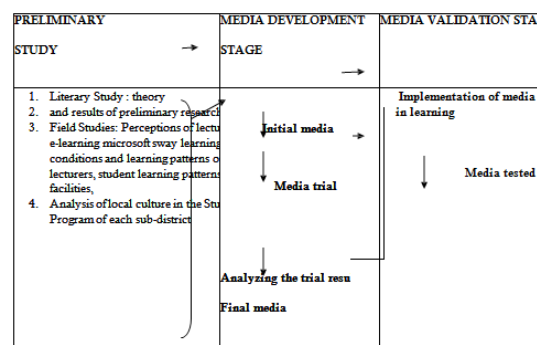 PRELIMINARY
STUDY
MEDIA DEVELOPMENT
STAGE
MEDIA VALIDATION STA
1. Literary Study : theory
2. and results of preliminary research
3. Field Studies: Perceptions of lectu
e-learning microsoft sway learning
conditions and learning patterns o
lecturers, student learning patterns
facilities,
4. Analysis of local culture in the Stu
Program of each sub-district
Initial media
Media trial
Analyzing the trial resu
Final media
Implementation of media
in learning
Media tested